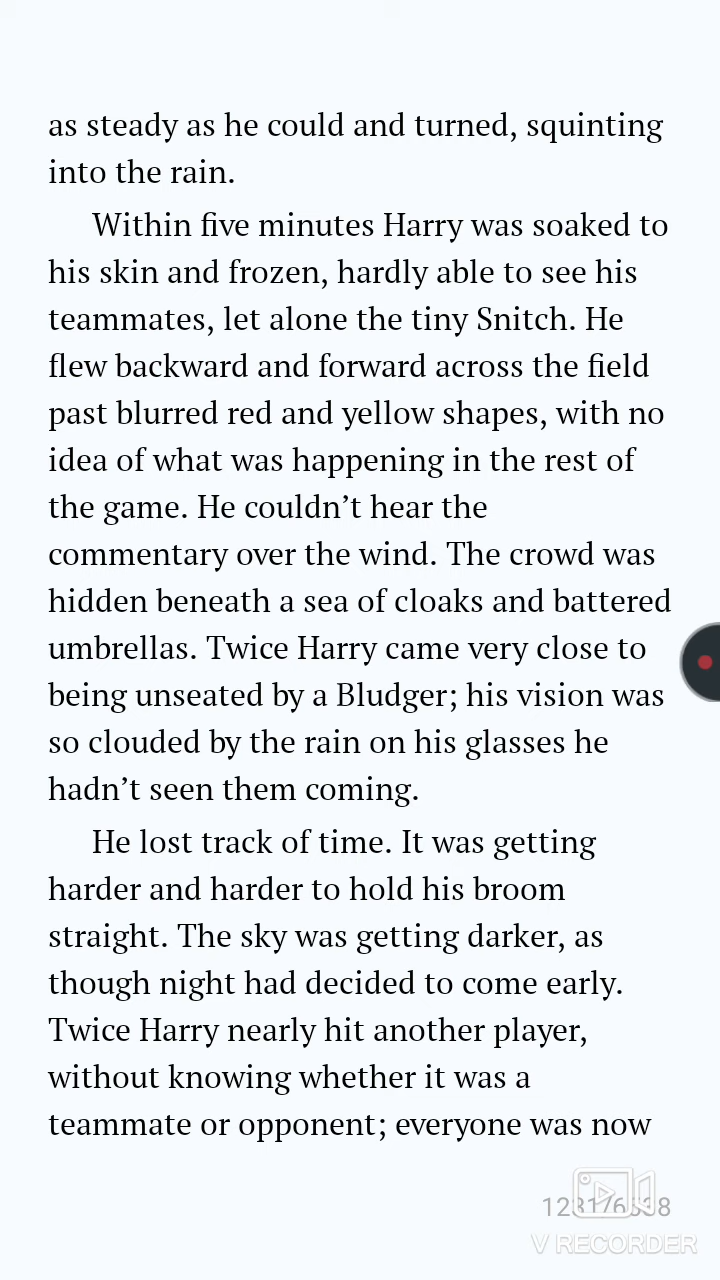 as steady as he could and turned, squinting
into the rain.
Within five minutes Harry was soaked to
his skin and frozen, hardly able to see his
teammates, let alone the tiny Snitch. He
flew backward and forward across the field
past blurred red and yellow shapes, with no
idea of what was happening in the rest of
the game. He couldn’t hear the
commentary over the wind. The crowd was
hidden beneath a sea of cloaks and battered
umbrellas. Twice Harry came very close to
being unseated by a Bludger; his vision was
so clouded by the rain on his glasses he
hadn’t seen them coming.
He lost track of time. It was getting
harder and harder to hold his broom
straight. The sky was getting darker, as
though night had decided to come early.
Twice Harry nearly hit another player,
without knowing whether it was a
teammate or opponent; everyone was now
V RECORDER